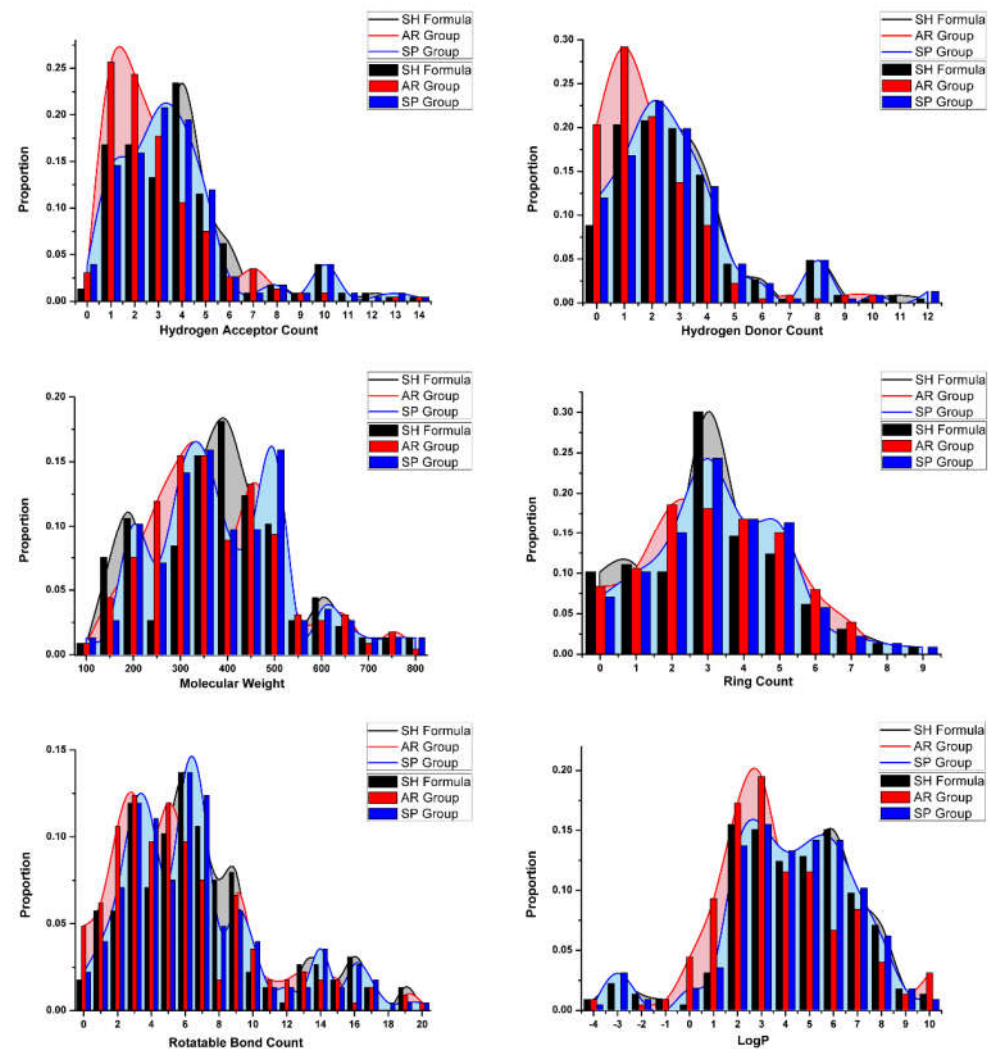 SH Formula
AR Group
SP Group
SH Formula
AR Group
SP Group
Proportion
0.25
0.20
0.15
0.10
0.05
0.00
0 1 2 3 4 5 6 7 8 9 10 11 12 13 14
Hydrogen Acceptor Count
SH Formula
AR Group
SP Group
SH Formula
AR Group
SP Group
Proportion
0.30
0.25
0.20
0.15
0.10
0.05
0.00
0 1 2 3 4 5 6 7 8 9 10 11 12
Hydrogen Donor Count
SH Formula
AR Group
SP Group
SH Formula
AR Group
SP Group
Proportion
0.20
0.15
0.10
0.05
0.00
100 200 300 400 500 600 700 800
Molecular Weight
SH Formula
AR Group
SP Group
SH Formula
AR Group
SP Group
Proportion
0.30
0.25
0.20
0.15
0.10
0.05
0.00
0 1 2 3 4 5 6 7 8 9
Ring Count
SH Formula
AR Group
SP Group
SH Formula
AR Group
SP Group
Proportion
0.15
0.10
0.05
0.00
0 2 4 6 8 10 12 14 16 18 20
Rotatable Bond Count
SH Formula
AR Group
SP Group
SH Formula
AR Group
SP Group
Proportion
0.20
0.15
0.10
0.05
0.00
-4 -3 -2 -1 0 1 2 3 4 5 6 7 8 9 10
LogP